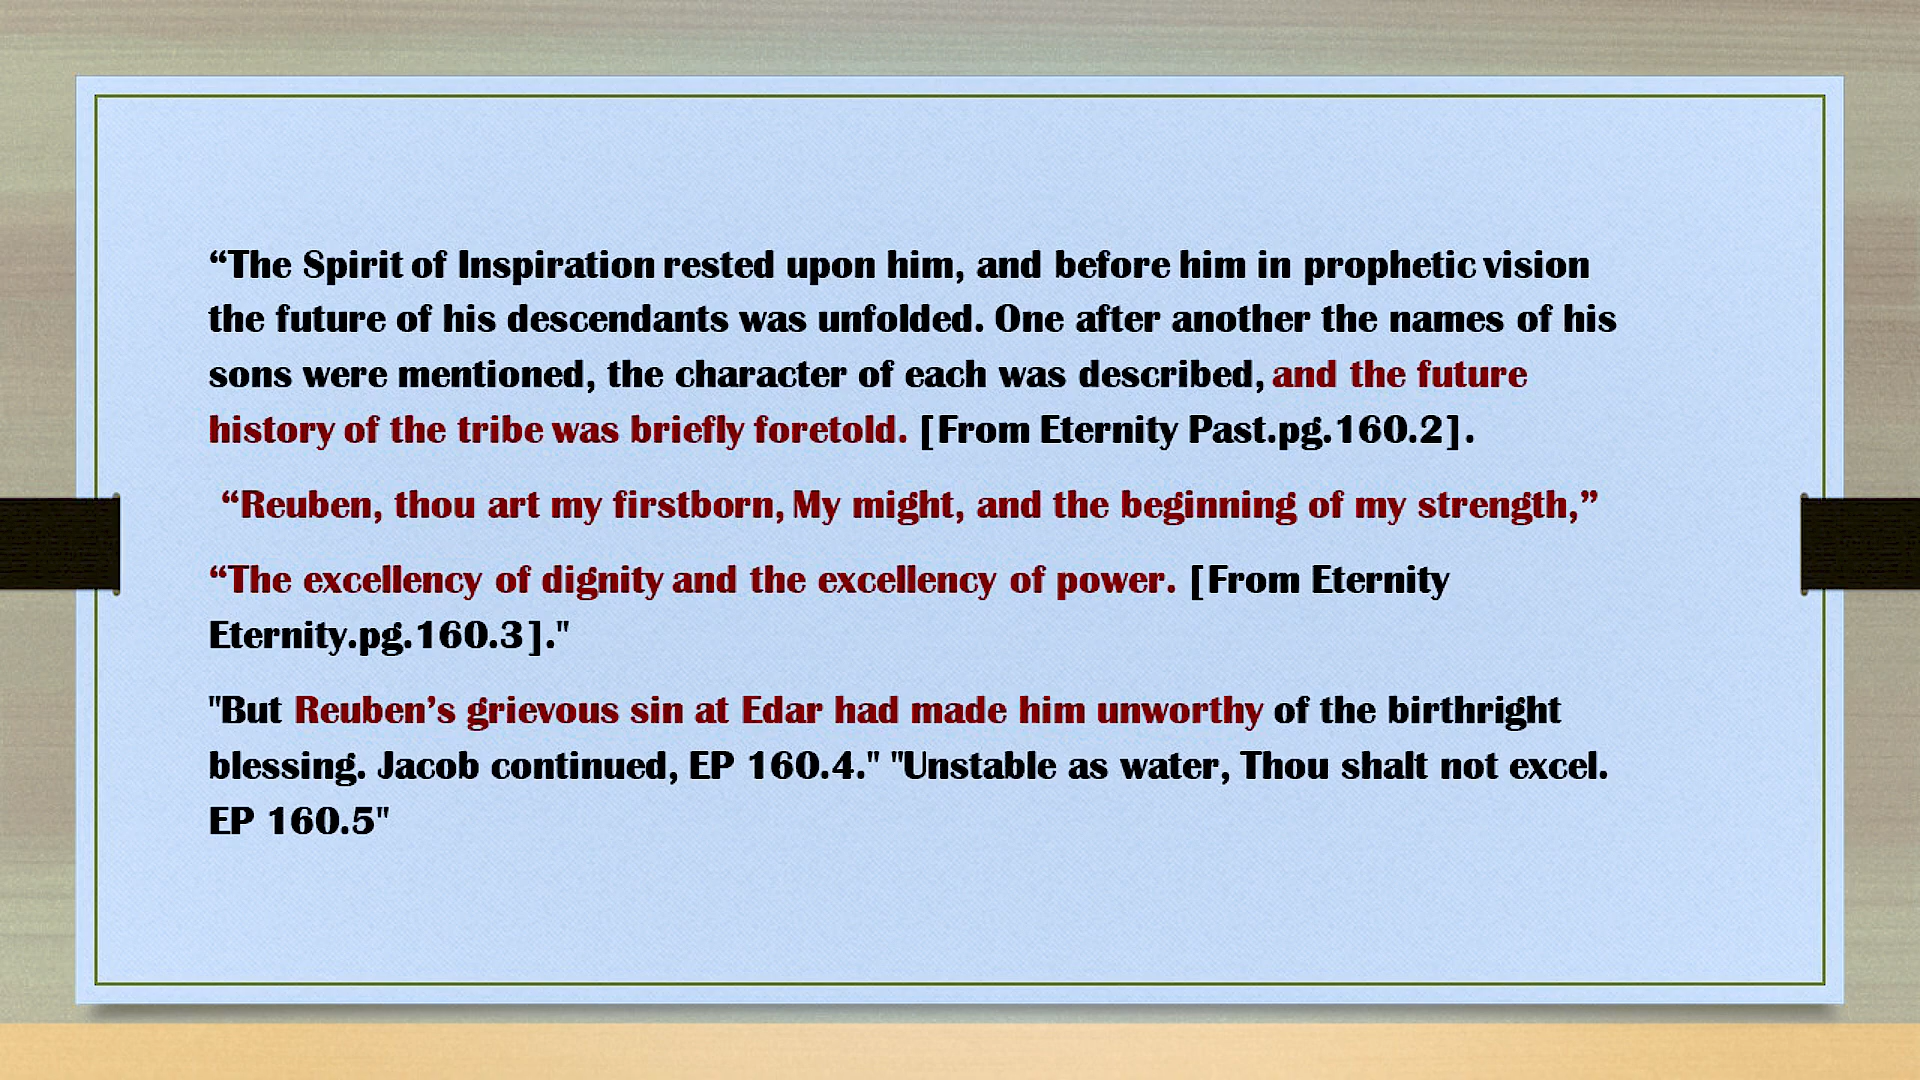 “The Spirit of Inspiration rested upon him, and before him in prophetic vision
the future of his descendants was unfolded. One after another the names of his
sons were mentioned, the character of each was described, and the future
history of the tribe was briefly foretold. [From Eternity Past.pg.160.2].
“Reuben, thou art my firstborn, My might, and the beginning of my strength,”
“The excellency of dignity and the excellency of power. [From Eternity
Eternity.pg.160.3]."
"But Reuben’s grievous sin at Edar had made him unworthy of the birthright
blessing. Jacob continued, EP 160.4." "Unstable as water, Thou shalt not excel.
EP 160.5"